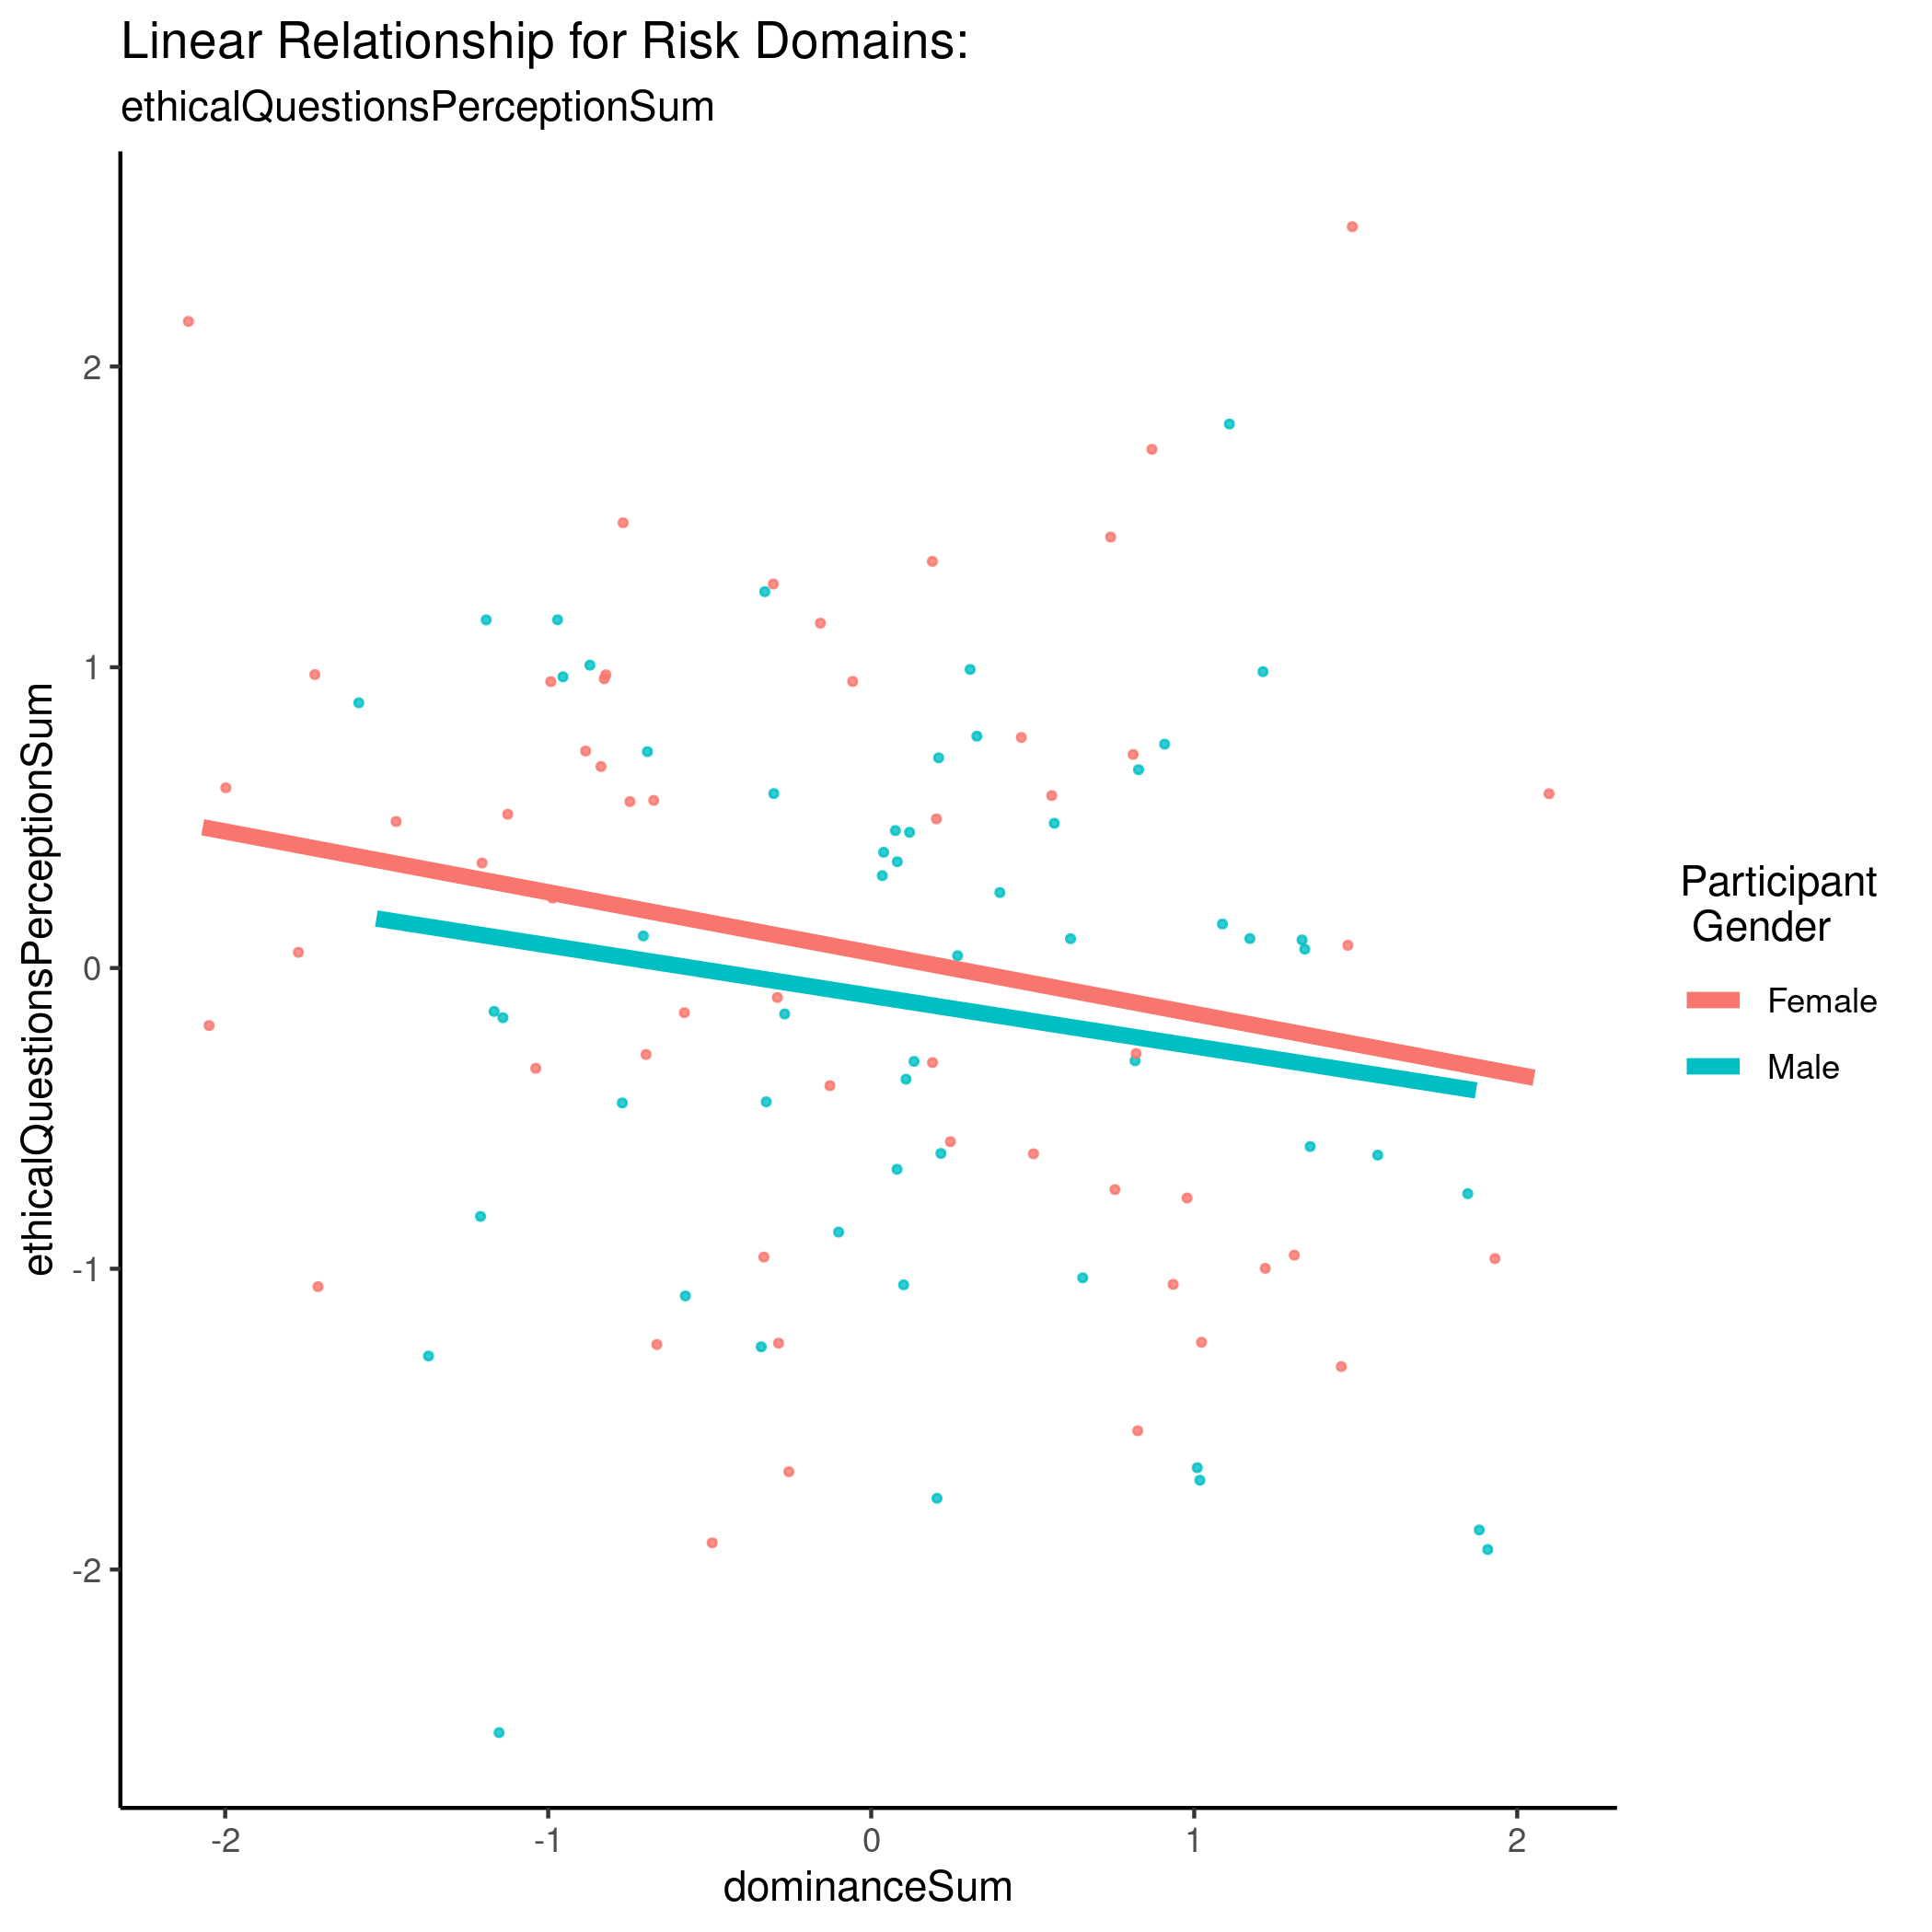 Linear Relationship for Risk Domains:
ethicalQuestionsPerceptionSum
ethicalQuestionsPerceptionSum
2
1
0
-1
-2
-2
-1
0
1
2
dominanceSum
Participant
Gender
Female
Male